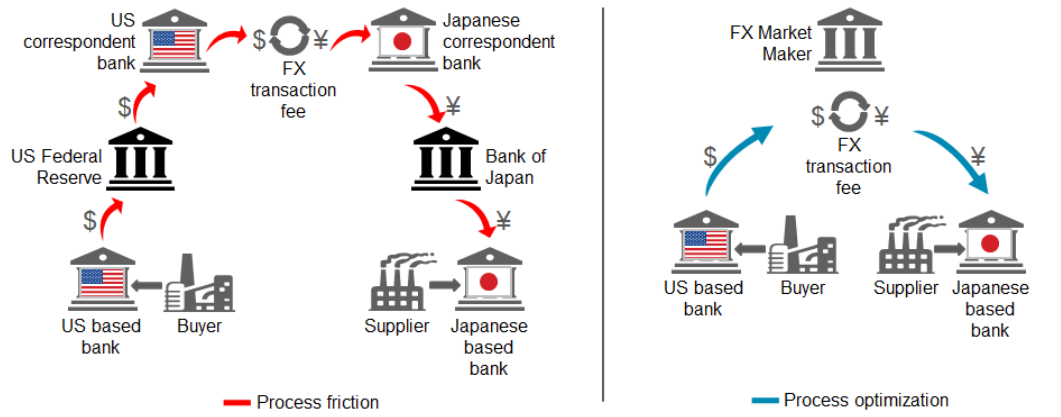 US
correspondent
bank
$
¥
FX
transaction
fee
Japanese
correspondent
bank
$
¥
US Federal
Reserve
Bank of
Japan
$
¥
US based
bank
Buyer
Supplier
Japanese
based
bank
Process friction
FX Market
Maker
$
¥
FX
transaction
fee
$
¥
US based
bank
Buyer
Supplier
Japanese
based bank
Process optimization